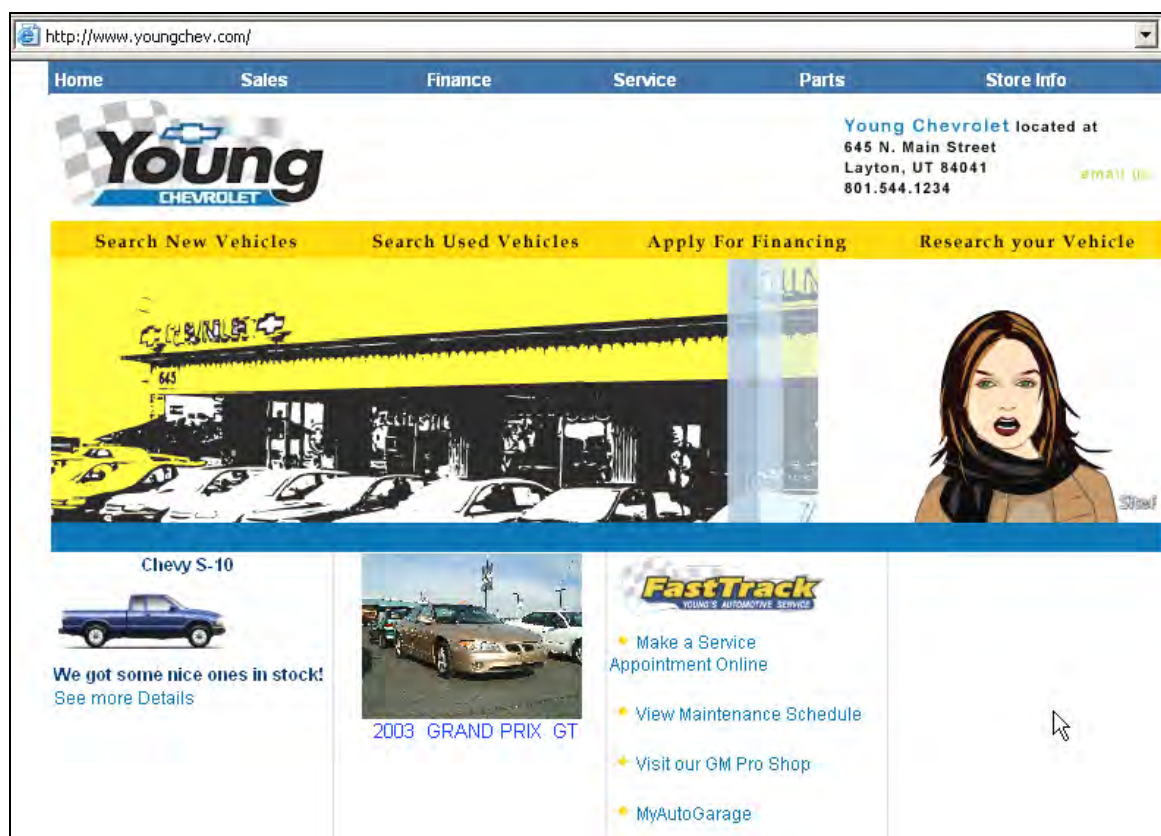 http://www.youngchev.com/
Home Sales Finance Service Parts Store Info
Young
CHEVROLET
Young Chevrolet located at
645 N. Main Street
Layton, UT 84041
801.544.1234
email us
Search New Vehicles Search Used Vehicles Apply For Financing Research your Vehicle
645
Chevy S-10
We got some nice ones in stock!
See more Details
2003 GRAND PRIX GT
FastTrack
YOUNG'S AUTOMOTIVE SERVICE
Make a Service
Appointment Online
View Maintenance Schedule
Visit our GM Pro Shop
MyAutoGarage